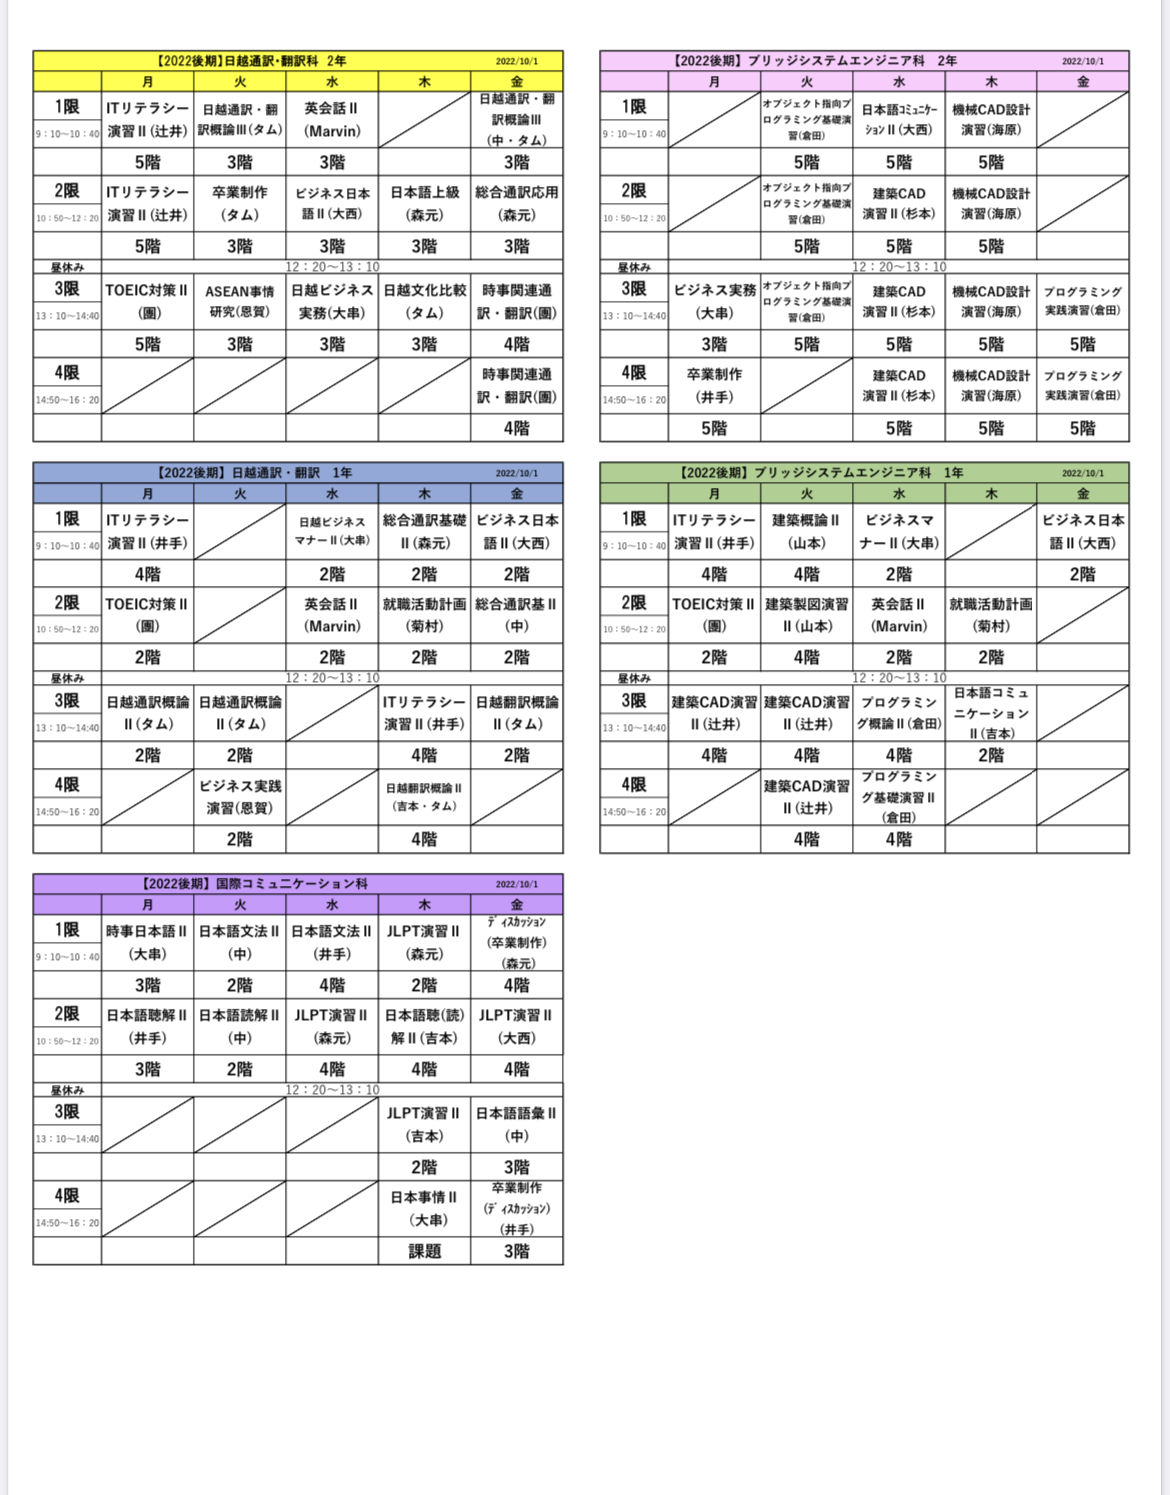 【2022後期】日越通訳・翻訳科 2年 2022/10/1
月 火 水 木 金
1限 ITリテラシー 日越通訳・翻 英会話Ⅱ 日越通訳・翻
演習Ⅱ(辻井) 訳概論Ⅲ(タム) (Marvin) 訳概論Ⅲ
9：10～10：40 (中・タム)
5階 3階 3階 3階
2限 ITリテラシー 卒業制作 ビジネス日本 日本語上級 総合通訳応用
10：50～12：20 演習Ⅱ(辻井) (タム) 語Ⅱ(大西) (森元) (森元)
5階 3階 3階 3階 3階
昼休み 12：20～13：10
3限 TOEIC対策Ⅱ ASEAN事情 日越ビジネス 日越文化比較 時事関連通
13：10～14:40 (團) 研究(恩賀) 実務(大串) (タム) 訳・翻訳(團)
5階 3階 3階 3階 4階
4限 時事関連通
14:50～16：20 訳・翻訳(團)
4階
【2022後期】ブリッジシステムエンジニア科 2年 2022/10/1
月 火 水 木 金
1限 オブジェクト指向プ 日本語ｺﾐｭﾆｹｰ 機械CAD設計
ログラミング基礎演 ｼｮﾝⅡ(大西) 演習(海原)
9：10～10：40 習(倉田)
5階 5階 5階
2限 オブジェクト指向プ 建築CAD 機械CAD設計
ログラミング基礎演 演習Ⅱ(杉本) 演習(海原)
10：50～12：20 習(倉田)
5階 5階 5階
昼休み 12：20～13：10
3限 ビジネス実務 オブジェクト指向プ 建築CAD 機械CAD設計 プログラミング
(大串) ログラミング基礎演 演習Ⅱ(杉本) 演習(海原) 実践演習(倉田)
13：10～14:40 習(倉田)
3階 5階 5階 5階 5階
4限 卒業制作 建築CAD 機械CAD設計 プログラミング
14:50～16：20 (井手) 演習Ⅱ(杉本) 演習(海原) 実践演習(倉田)
5階 5階 5階 5階
【2022後期】日越通訳・翻訳 1年 2022/10/1
月 火 水 木 金
1限 ITリテラシー 日越ビジネス 総合通訳基礎 ビジネス日本
9：10～10：40 演習Ⅱ(井手) マナーⅡ(大串) Ⅱ(森元) 語Ⅱ(大西)
4階 2階 2階 2階
2限 TOEIC対策Ⅱ 英会話Ⅱ 就職活動計画 総合通訳基Ⅱ
10：50～12：20 (團) (Marvin) (菊村) (中)
2階 2階 2階 2階
昼休み 12：20～13：10
3限 日越通訳概論 日越通訳概論 ITリテラシー 日越翻訳概論
13：10～14:40 Ⅱ(タム) Ⅱ(タム) 演習Ⅱ(井手) Ⅱ(タム)
2階 2階 4階 2階
4限 ビジネス実践 日越翻訳概論Ⅱ
14:50～16：20 演習(恩賀) (吉本・タム)
2階 4階
【2022後期】ブリッジシステムエンジニア科 1年 2022/10/1
月 火 水 木 金
1限 ITリテラシー 建築概論Ⅱ ビジネスマ ビジネス日本
9：10～10：40 演習Ⅱ(井手) (山本) ナーⅡ(大串) 語Ⅱ(大西)
4階 4階 2階 2階
2限 TOEIC対策Ⅱ 建築製図演習 英会話Ⅱ 就職活動計画
10：50～12：20 (團) Ⅱ(山本) (Marvin) (菊村)
2階 4階 2階 2階
昼休み 12：20～13：10
3限 建築CAD演習 建築CAD演習 プログラミン 日本語コミュ
Ⅱ(辻井) Ⅱ(辻井) グ概論Ⅱ(倉田) ニケーション
13：10～14:40 Ⅱ(吉本)
4階 4階 4階 2階
4限 建築CAD演習 プログラミン
Ⅱ(辻井) グ基礎演習Ⅱ
14:50～16：20 (倉田)
4階 4階
【2022後期】国際コミュニケーション科 2022/10/1
月 火 水 木 金
1限 時事日本語Ⅱ 日本語文法Ⅱ 日本語文法Ⅱ JLPT演習Ⅱ ﾃﾞｨｽｶｯｼｮﾝ
(大串) (中) (井手) (森元) (卒業制作)
9：10～10：40 (森元)
3階 2階 4階 2階 4階
2限 日本語聴解Ⅱ 日本語読解Ⅱ JLPT演習Ⅱ 日本語聴(読) JLPT演習Ⅱ
10：50～12：20 (井手) (中) (森元) 解Ⅱ(吉本) (大西)
3階 2階 4階 4階 4階
昼休み 12：20～13：10
3限 JLPT演習Ⅱ 日本語語彙Ⅱ
13：10～14:40 (吉本) (中)
2階 3階
4限 日本事情Ⅱ 卒業制作
(大串) (ﾃﾞｨｽｶｯｼｮﾝ)
14:50～16：20 (井手)
課題 3階